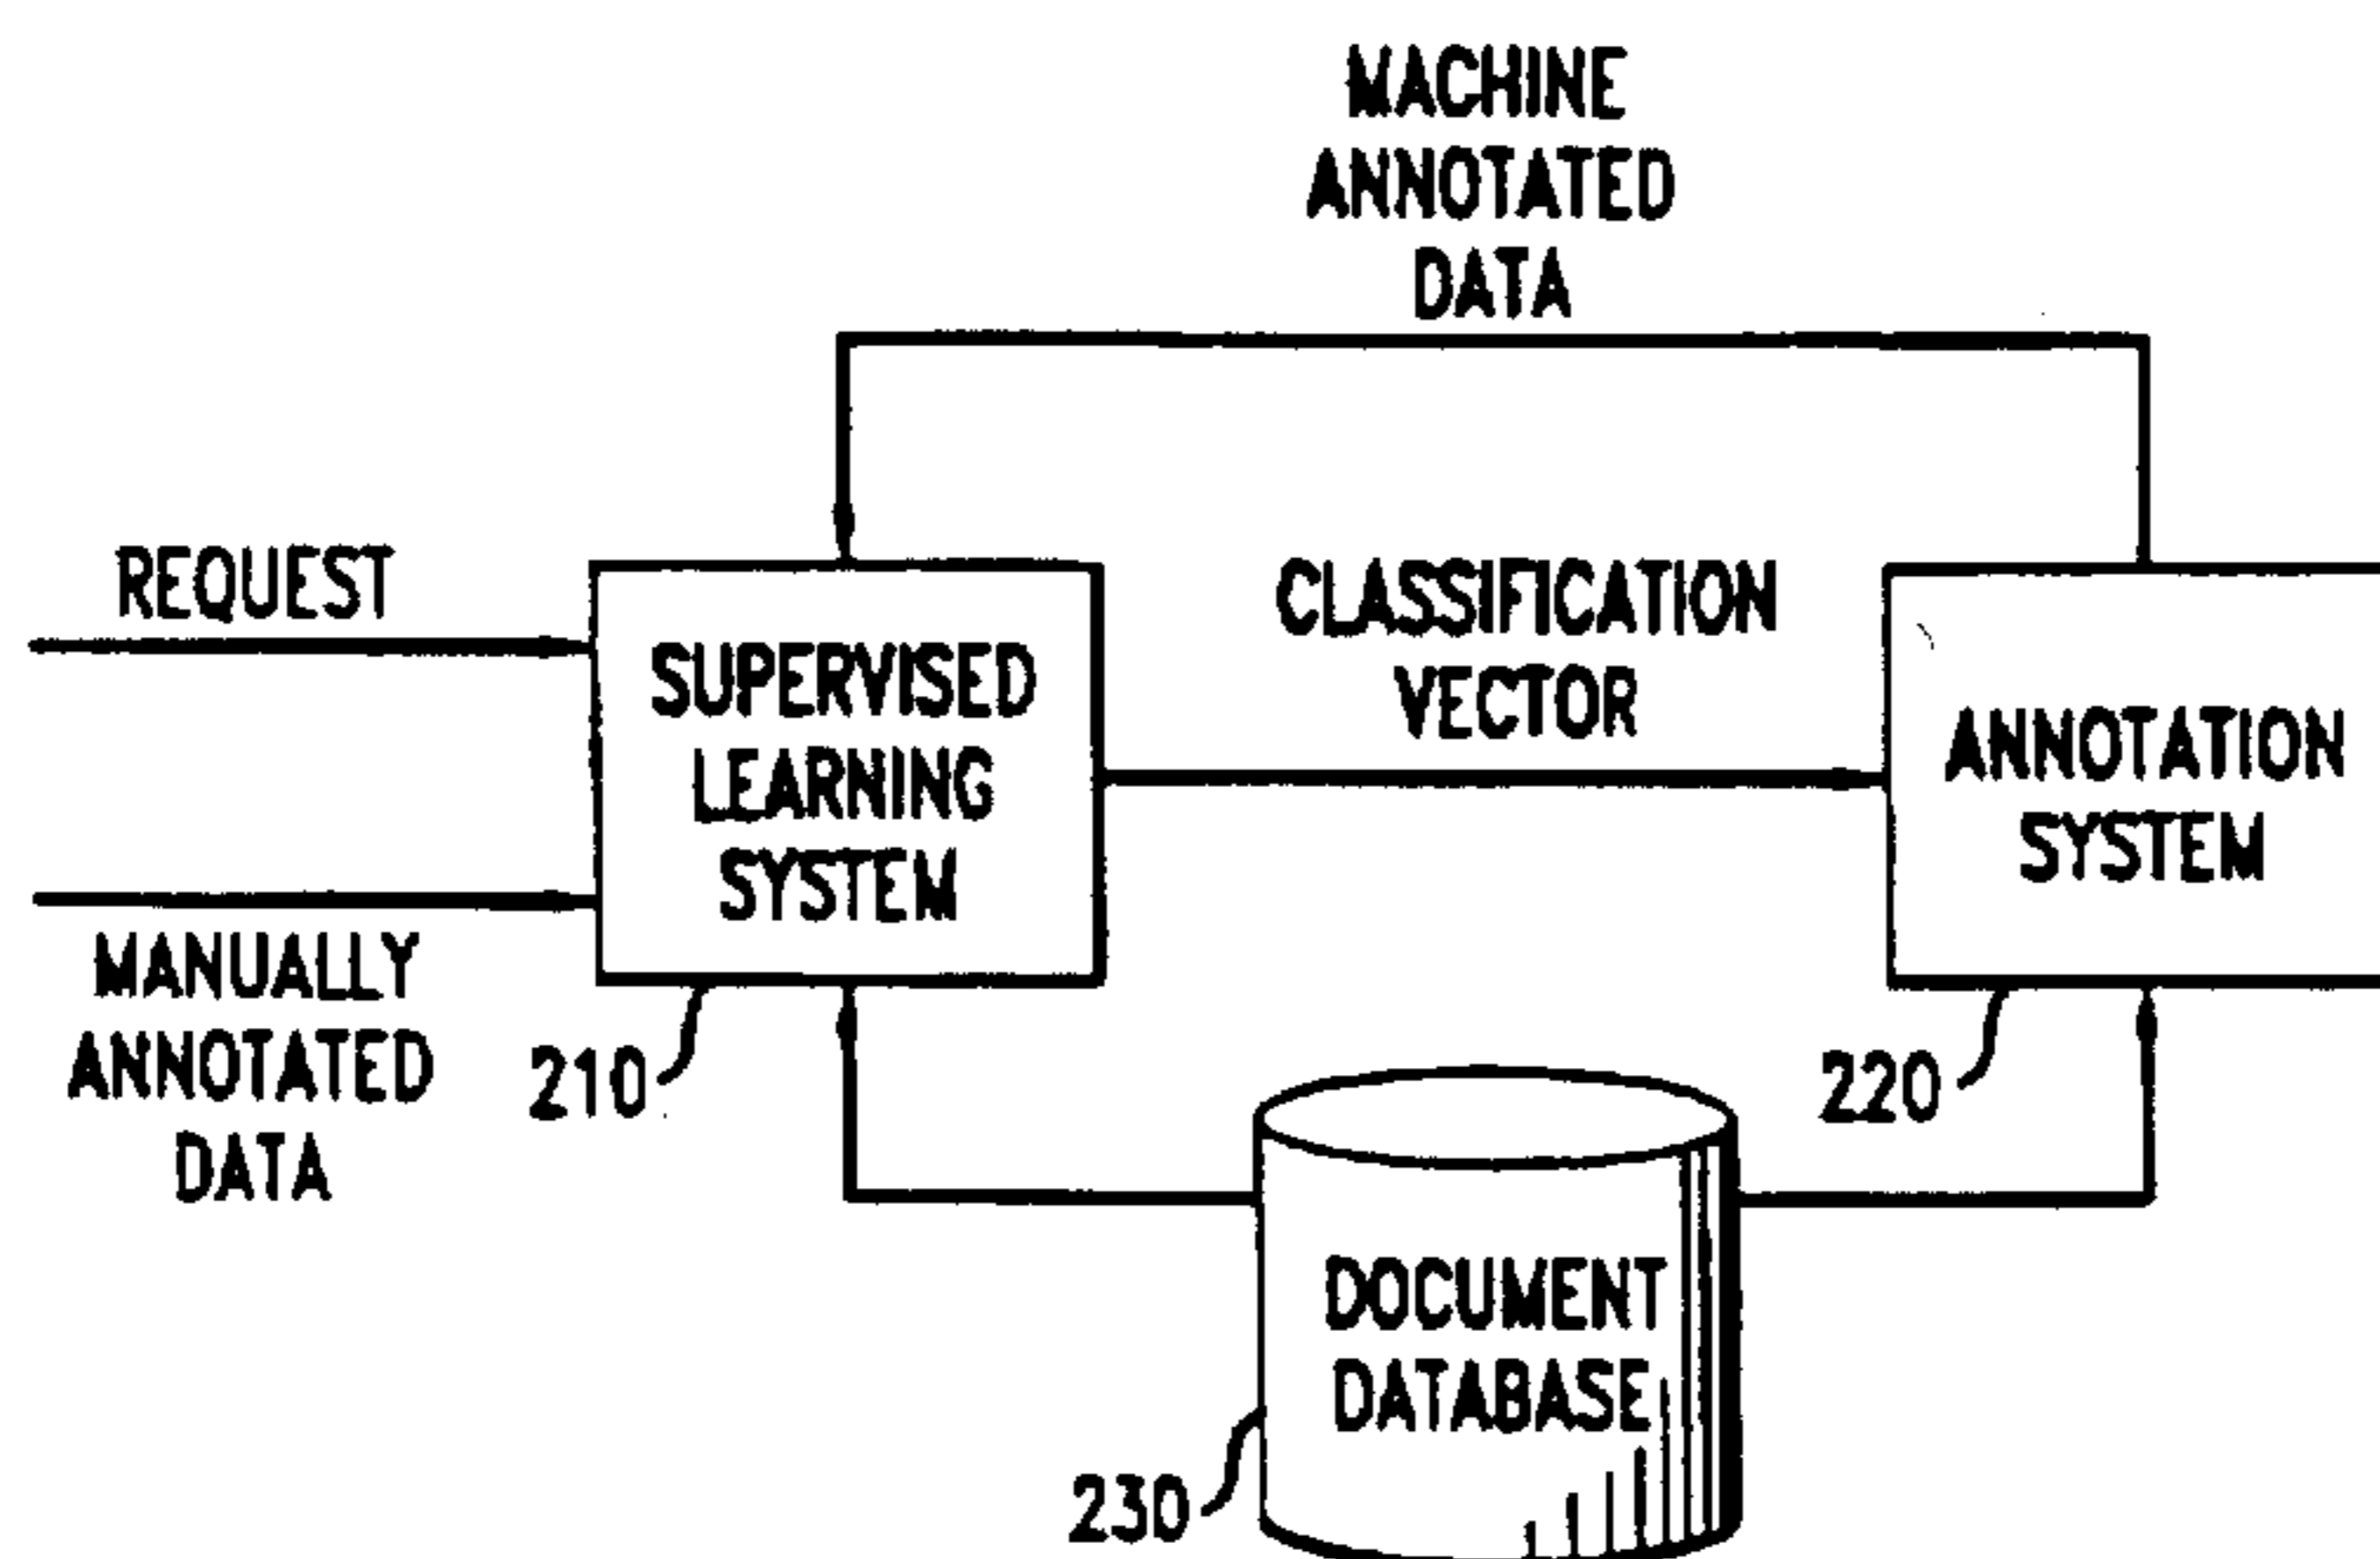 MACHINE
ANNOTATED
DATA
REQUEST
SUPERVISED
LEARNING
SYSTEM
CLASSIFICATION
VECTOR
ANNOTATION
SYSTEM
MANUALLY
ANNOTATED
DATA
210
220
DOCUMENT
DATABASE
230